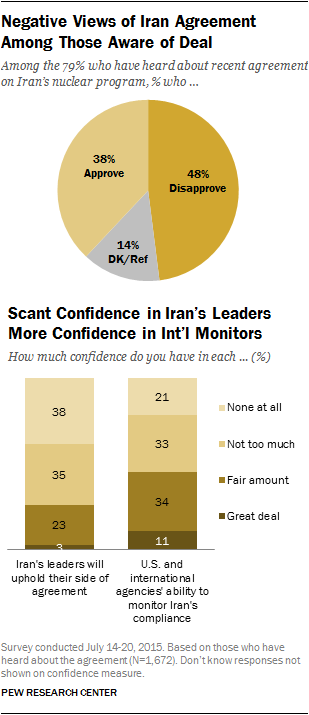 Negative Views of Iran Agreement
Among Those Aware of Deal
Among the 79% who have heard about recent agreement
on Iran's nuclear program, % who ...
38%
Approve
48%
Disapprove
14%
DK/Ref
Scant Confidence in Iran's Leaders
More Confidence in Int'l Monitors
How much confidence do you have in each ... (%)
38
21
None at all
35
33
Not too much
23
34
Fair amount
3
11
Great deal
Iran's leaders will
uphold their side of
agreement
U.S. and
international
agencies' ability to
monitor Iran's
compliance
Survey conducted July 14-20, 2015. Based on those who have
heard about the agreement (N=1,672). Don't know responses not
shown on confidence measure.
PEW RESEARCH CENTER